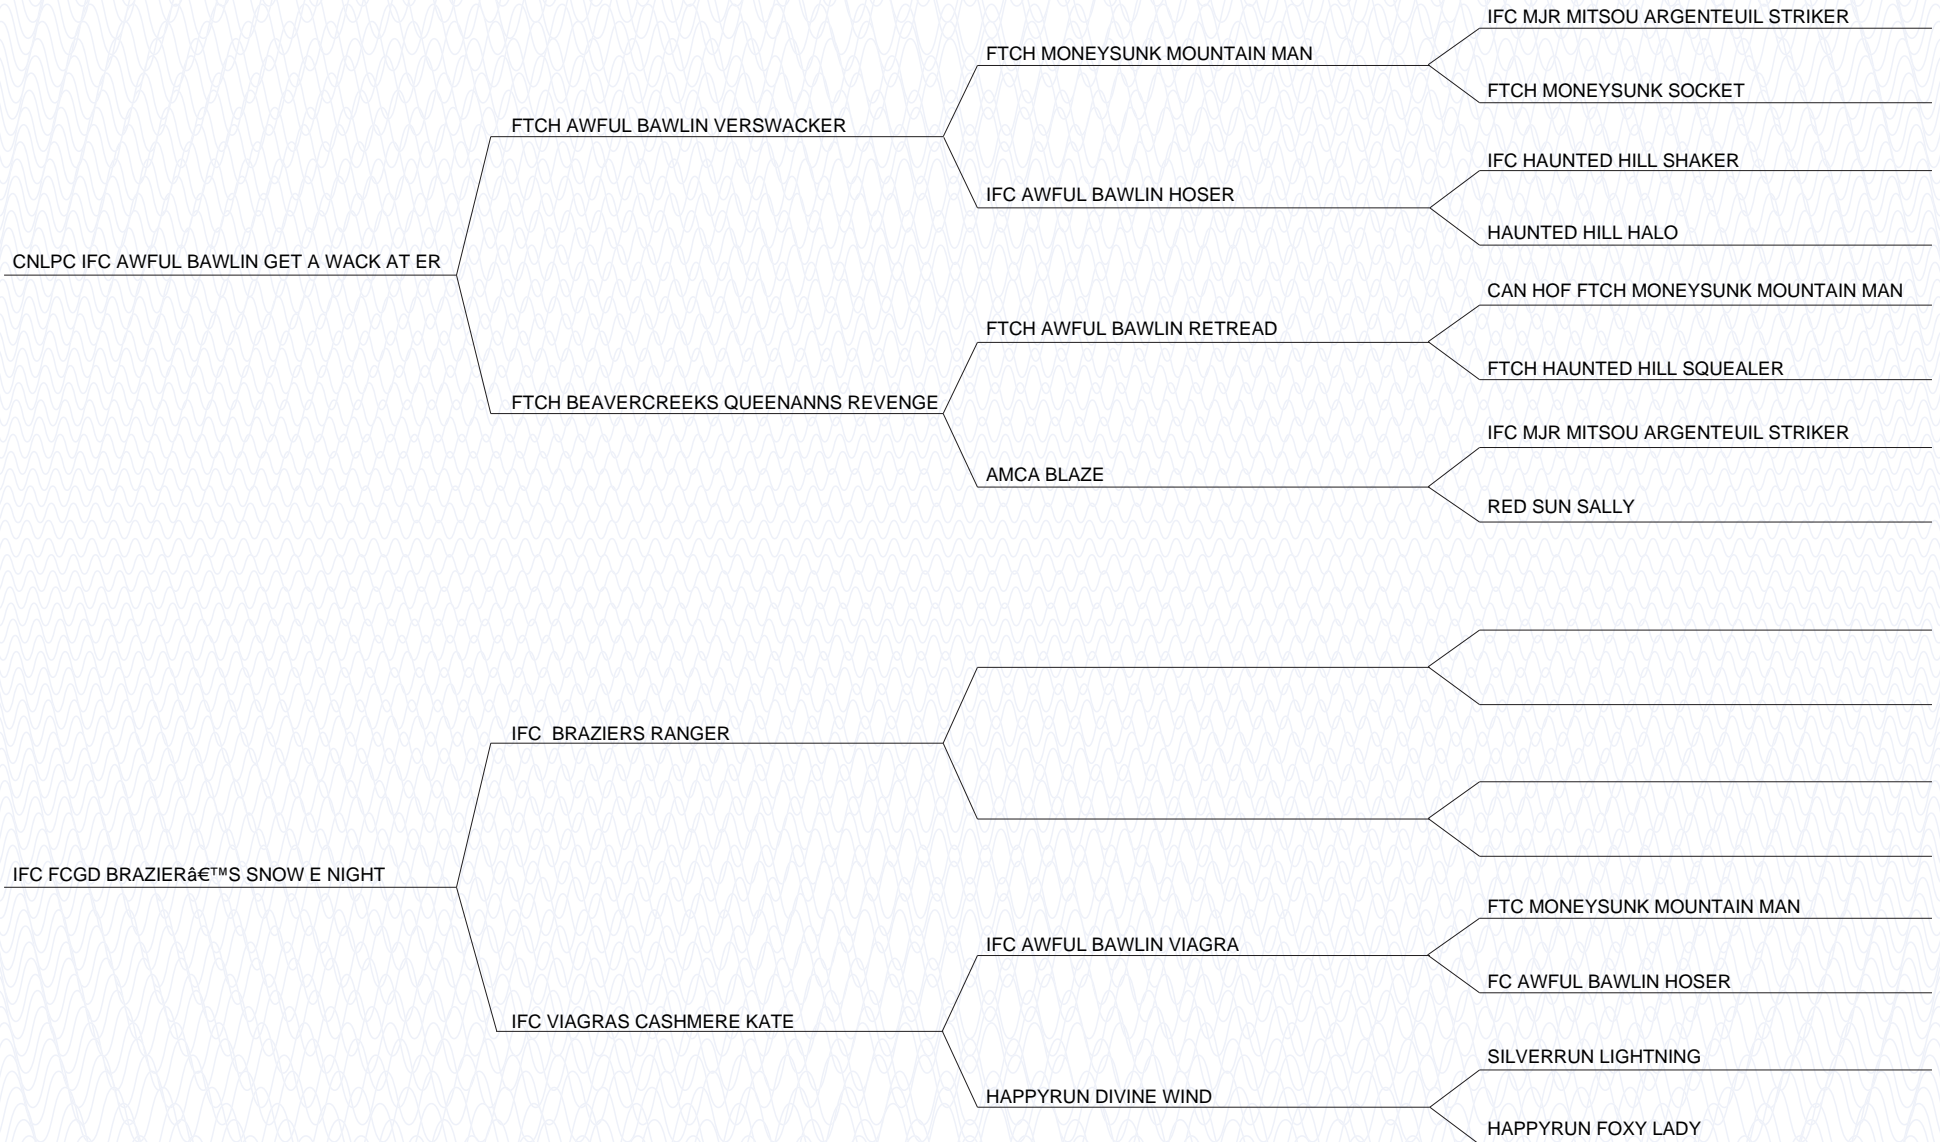 IFC MJR MITSOU ARGENTEUIL STRIKER
FTCH MONEYSUNK MOUNTAIN MAN
FTCH MONEYSUNK SOCKET
FTCH AWFUL BAWLIN VERSWACKER
IFC HAUNTED HILL SHAKER
IFC AWFUL BAWLIN HOSER
HAUNTED HILL HALO
CNLPC IFC AWFUL BAWLIN GET A WACK AT ER
CAN HOF FTCH MONEYSUNK MOUNTAIN MAN
FTCH AWFUL BAWLIN RETREAD
FTCH HAUNTED HILL SQUEALER
FTCH BEAVERCREEKS QUEENANNS REVENGE
IFC MJR MITSOU ARGENTEUIL STRIKER
AMCA BLAZE
RED SUN SALLY
IFC  BRAZIERS RANGER
IFC FCGD BRAZIER’S SNOW E NIGHT
FTC MONEYSUNK MOUNTAIN MAN
IFC AWFUL BAWLIN VIAGRA
FC AWFUL BAWLIN HOSER
IFC VIAGRAS CASHMERE KATE
SILVERRUN LIGHTNING
HAPPYRUN DIVINE WIND
HAPPYRUN FOXY LADY